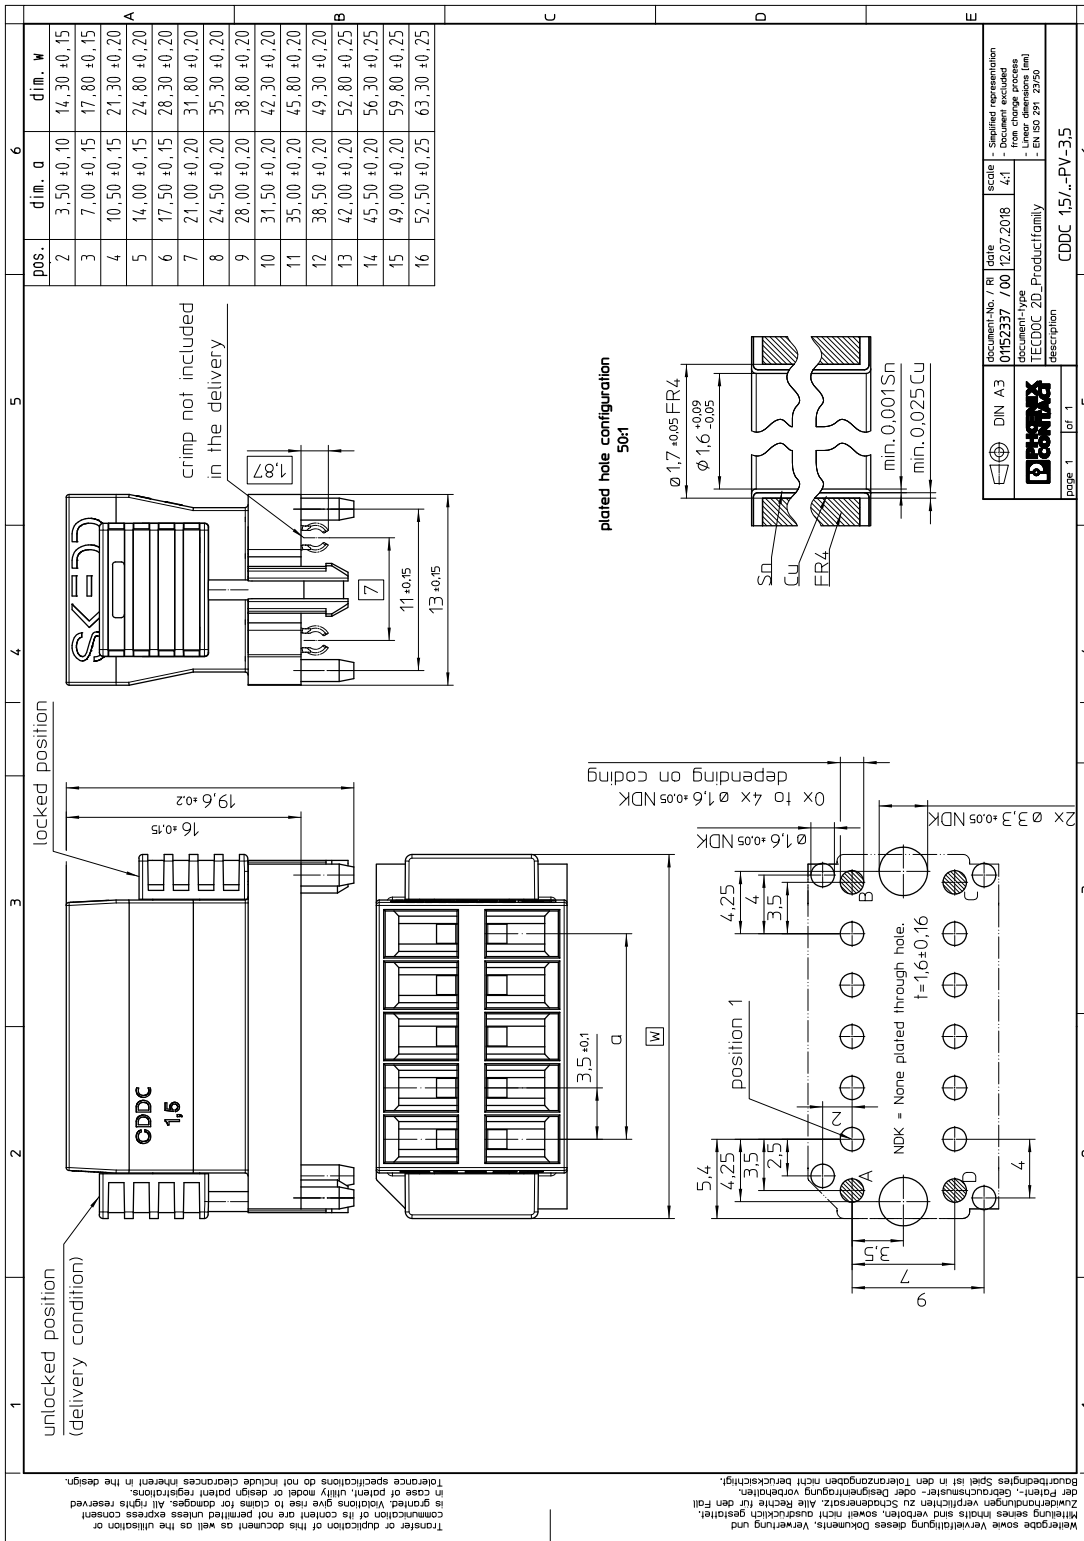 pos. dim. a dim. w
2 3,50 ±0,10 14,30 ±0,15
3 7,00 ±0,15 17,80 ±0,15
4 10,50 ±0,15 21,30 ±0,20
5 14,00 ±0,15 24,80 ±0,20
6 17,50 ±0,15 28,30 ±0,20
7 21,00 ±0,20 31,80 ±0,20
8 24,50 ±0,20 35,30 ±0,20
9 28,00 ±0,20 38,80 ±0,20
10 31,50 ±0,20 42,30 ±0,20
11 35,00 ±0,20 45,80 ±0,20
12 38,50 ±0,20 49,30 ±0,20
13 42,00 ±0,20 52,80 ±0,25
14 45,50 ±0,20 56,30 ±0,25
15 49,00 ±0,20 59,80 ±0,25
16 52,50 ±0,25 63,30 ±0,25
1
2
3
4
5
6
A
B
C
D
E
unlocked position
(delivery condition)
locked position
CDDC
1,5
16 ±0,15
19,6 ±0,2
SKEDD
crimp not included
in the delivery
1,87
7
11 ±0,15
13 ±0,15
3,5 ±0,1
a
w
position 1
5,4
4,25
3,5
2,5
2
4,25
4
3,5
ø1,6 ±0,05 NDK
0x to 4x ø 1,6 ±0,05 NDK
depending on coding
2x ø 3,3 ±0,05 NDK
A
B
C
D
NDK = None plated through hole.
t=1,6±0,16
3,5
7
9
4
plated hole configuration
50:1
ø 1,7 ±0,05 FR4
ø 1,6 +0,09
-0,05
Sn
Cu
FR4
min. 0,001 Sn
min. 0,025 Cu
DIN A3
PHŒNIX
CONTACT
page 1 of 1
document-No. / RI
01152337 / 00
date
12.07.2018
scale
4:1
- Simplified representation
- Document excluded
from change process
- Linear dimensions [mm]
- EN ISO 291 23/50
document-type
TECDOC 2D_Productfamily
description
CDDC 1,5/..-PV-3,5
Transfer or duplication of this document as well as the utilisation or
communication of its content are not permitted unless express consent
is granted. Violations give rise to claims for damages. All rights reserved
in case of patent, utility model or design patent registrations.
Tolerance specifications do not include clearances inherent in the design.
Weitergabe sowie Vervielfältigung dieses Dokuments, Verwertung und
Mitteilung seines Inhalts sind verboten, soweit nicht ausdrücklich gestattet.
Zuwiderhandlungen verpflichten zu Schadenersatz. Alle Rechte für den Fall
der Patent-, Gebrauchsmuster- oder Designeintragung vorbehalten.
Bauartbedingtes Spiel ist in den Toleranzangaben nicht berücksichtigt.